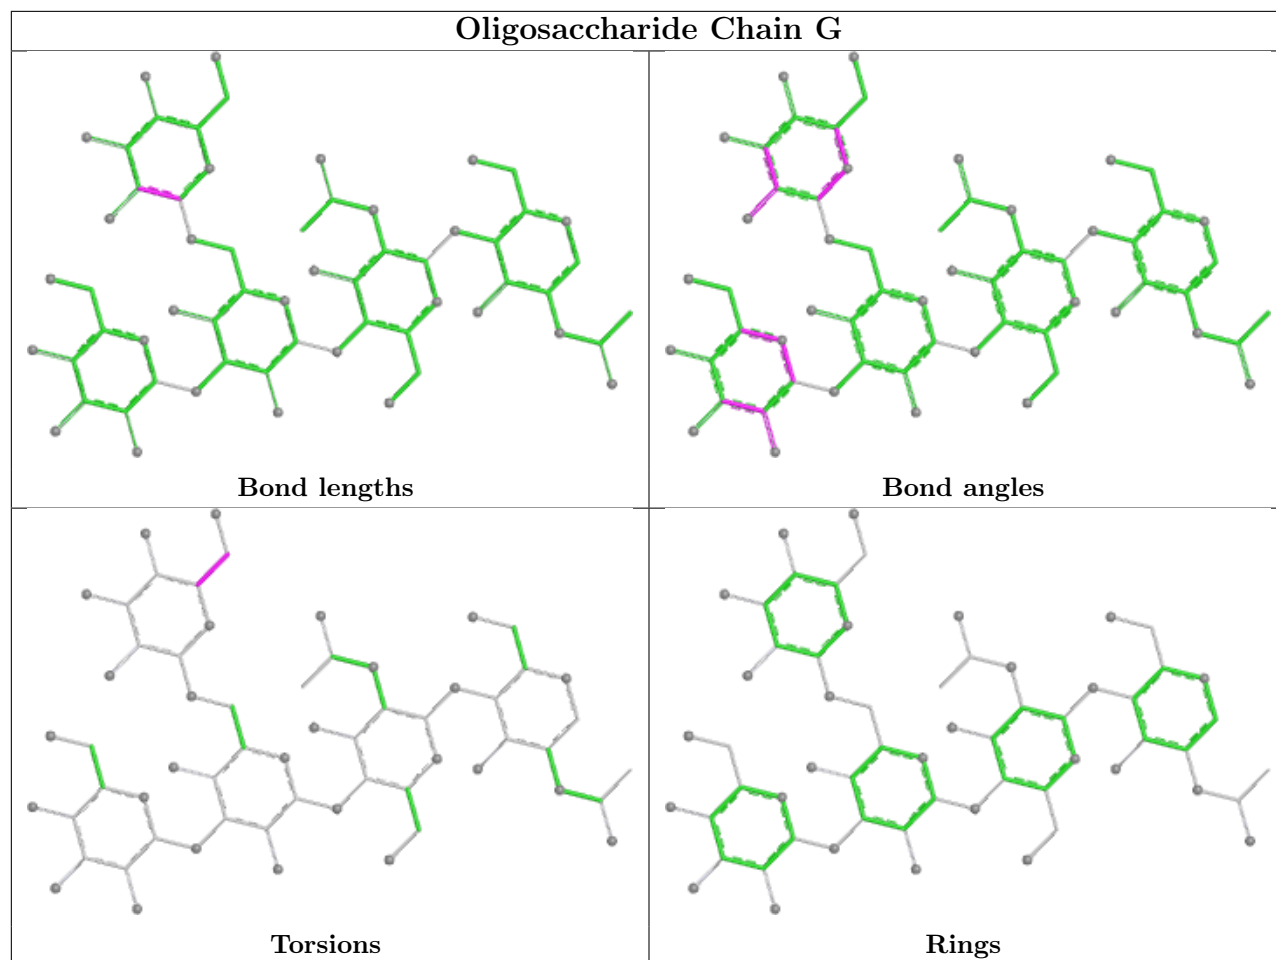 Oligosaccharide Chain G
Bond lengths
Bond angles
Torsions
Rings